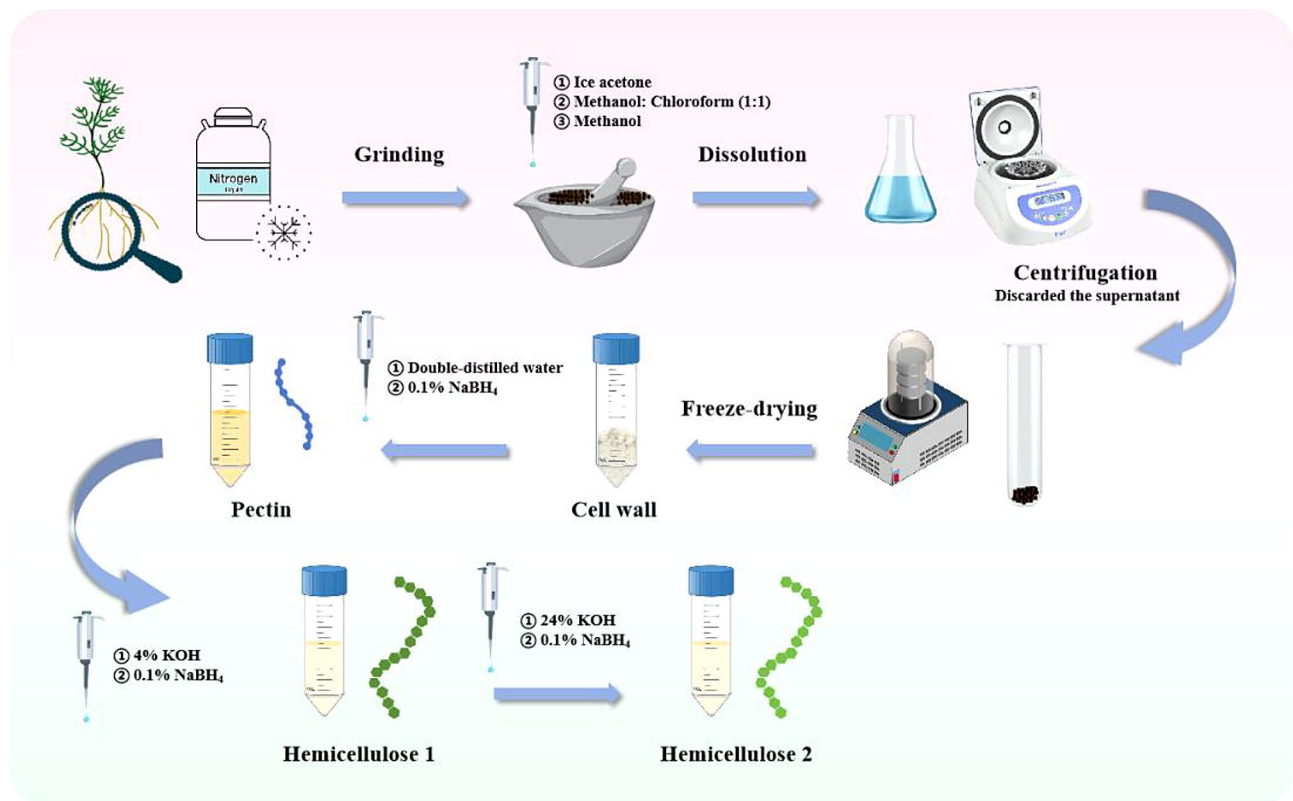 ① Ice acetone
② Methanol: Chloroform (1:1)
③ Methanol
Grinding
Dissolution
Nitrogen
liquid
Centrifugation
Discarded the supernatant
① Double-distilled water
② 0.1% NaBH₄
Freeze-drying
Pectin
Cell wall
① 4% KOH
② 0.1% NaBH₄
① 24% KOH
② 0.1% NaBH₄
Hemicellulose 1
Hemicellulose 2